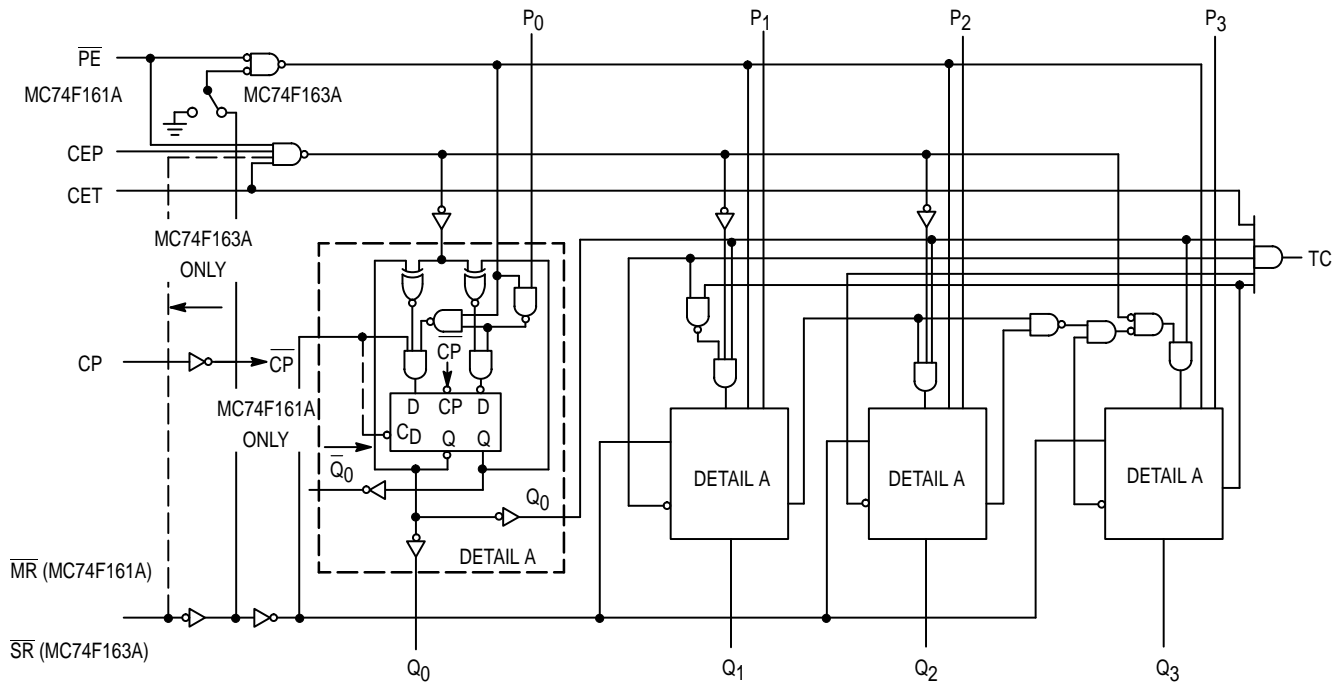 P0
P1
P2
P3
PE
MC74F161A
MC74F163A
CEP
CET
MC74F163A
ONLY
TC
CP
CP
CP
MC74F161A
ONLY
D
CP
D
CD
Q
Q
Q0
Q0
DETAIL A
DETAIL A
DETAIL A
DETAIL A
MR (MC74F161A)
SR (MC74F163A)
Q0
Q1
Q2
Q3